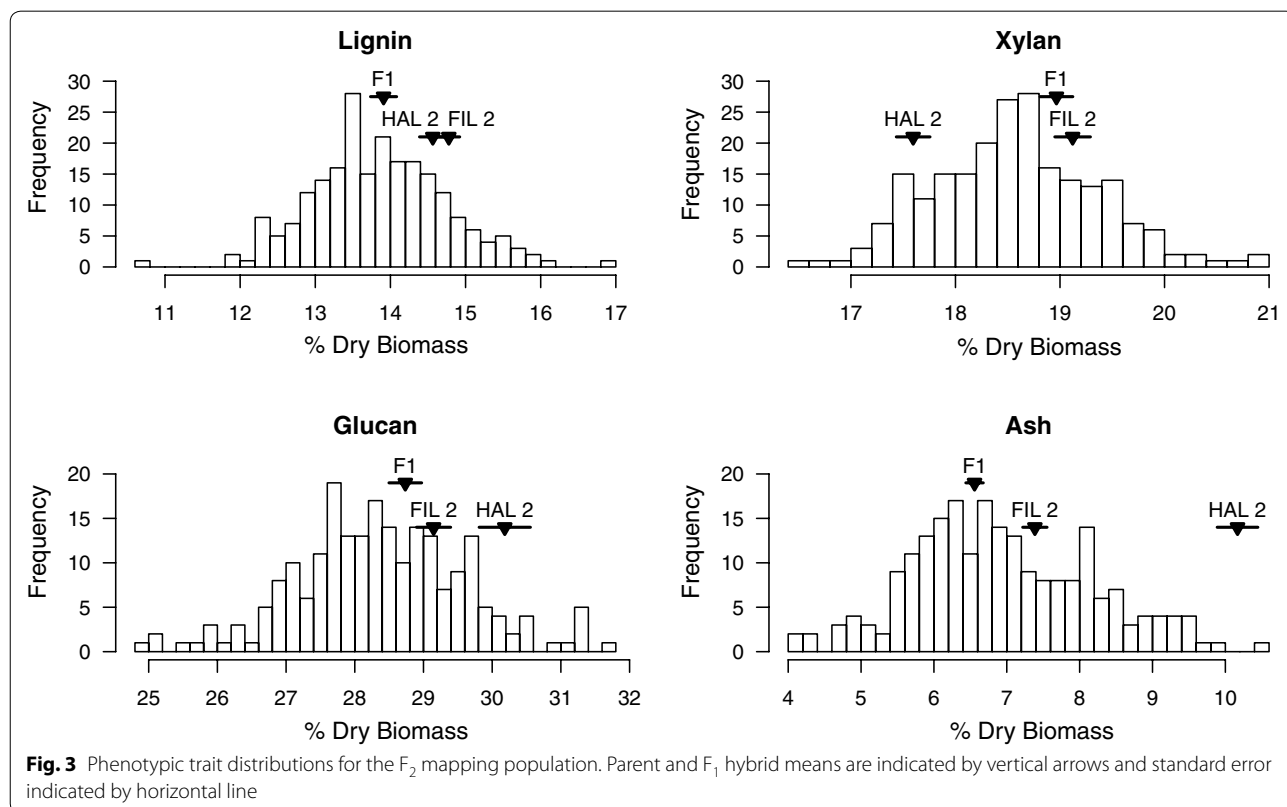 Lignin
F1
HAL 2 FIL 2
Frequency
30
25
20
15
10
5
0
11 12 13 14 15 16 17
% Dry Biomass
Xylan
F1
HAL 2 FIL 2
Frequency
30
25
20
15
10
5
0
17 18 19 20 21
% Dry Biomass
Glucan
F1
FIL 2 HAL 2
Frequency
20
15
10
5
0
25 26 27 28 29 30 31 32
% Dry Biomass
Ash
F1
FIL 2 HAL 2
Frequency
20
15
10
5
0
4 5 6 7 8 9 10
% Dry Biomass
Fig. 3 Phenotypic trait distributions for the F₂ mapping population. Parent and F₁ hybrid means are indicated by vertical arrows and standard error
indicated by horizontal line